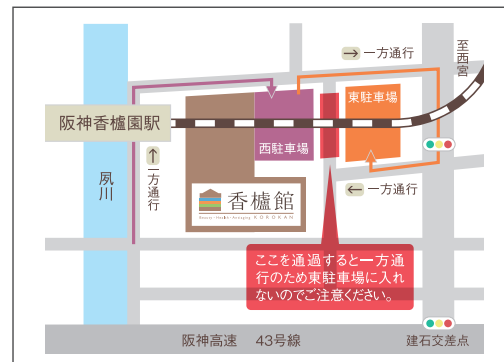 → 一方通行
至西宮
東駐車場
阪神香櫨園駅
西駐車場
↑一方通行
夙川
← 一方通行
香櫨館
Beauty・Health・Antiaging KOROKAN
ここを通過すると一方通
行のため東駐車場に入れ
ないのでご注意ください。
阪神高速 43号線
建石交差点